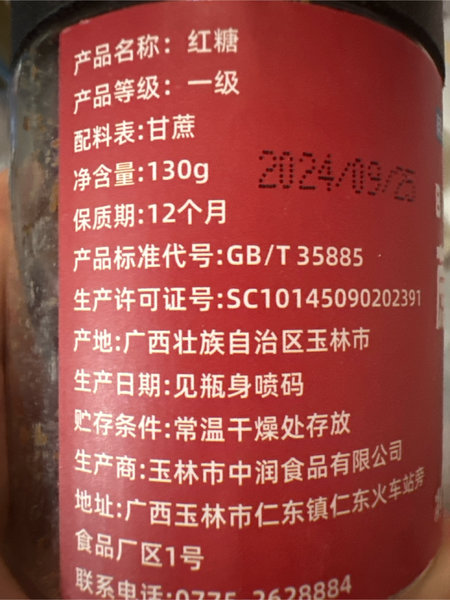 产品名称：红糖
产品等级：一级
配料表:甘蔗
净含量:130g
2024/09/25
保质期:12个月
产品标准代号:GB/T 35885
生产许可证号:SC10145090202391
产地:广西壮族自治区玉林市
生产日期:见瓶身喷码
贮存条件:常温干燥处存放
生产商:玉林市中润食品有限公司
地址:广西玉林市仁东镇仁东火车站旁
食品厂区1号
联系电话:0775-2628884